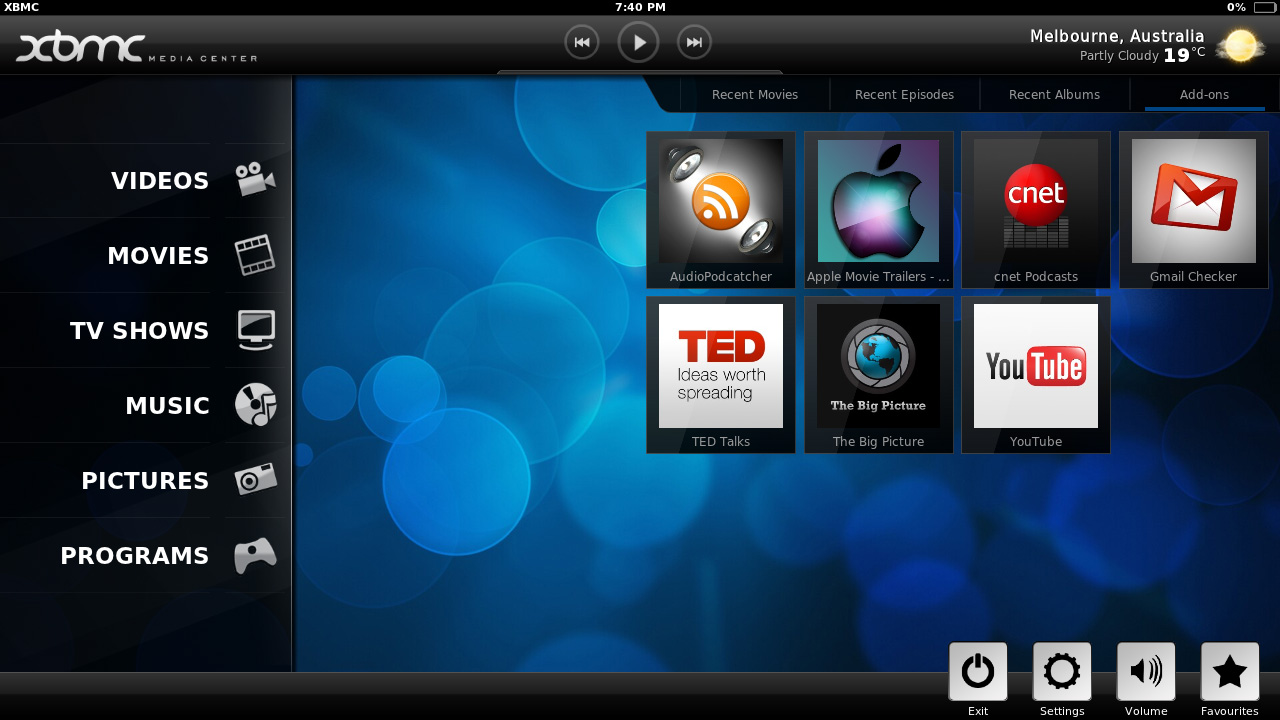 XBMC
7:40 PM
0%
xbmc MEDIA CENTER
Melbourne, Australia
Partly Cloudy 19°C
Recent Movies
Recent Episodes
Recent Albums
Add-ons
VIDEOS
MOVIES
TV SHOWS
MUSIC
PICTURES
PROGRAMS
cnet
AudioPodcatcher
Apple Movie Trailers - ...
cnet Podcasts
Gmail Checker
TED
Ideas worth
spreading
The Big Picture
YouTube
TED Talks
The Big Picture
YouTube
Exit
Settings
Volume
Favourites